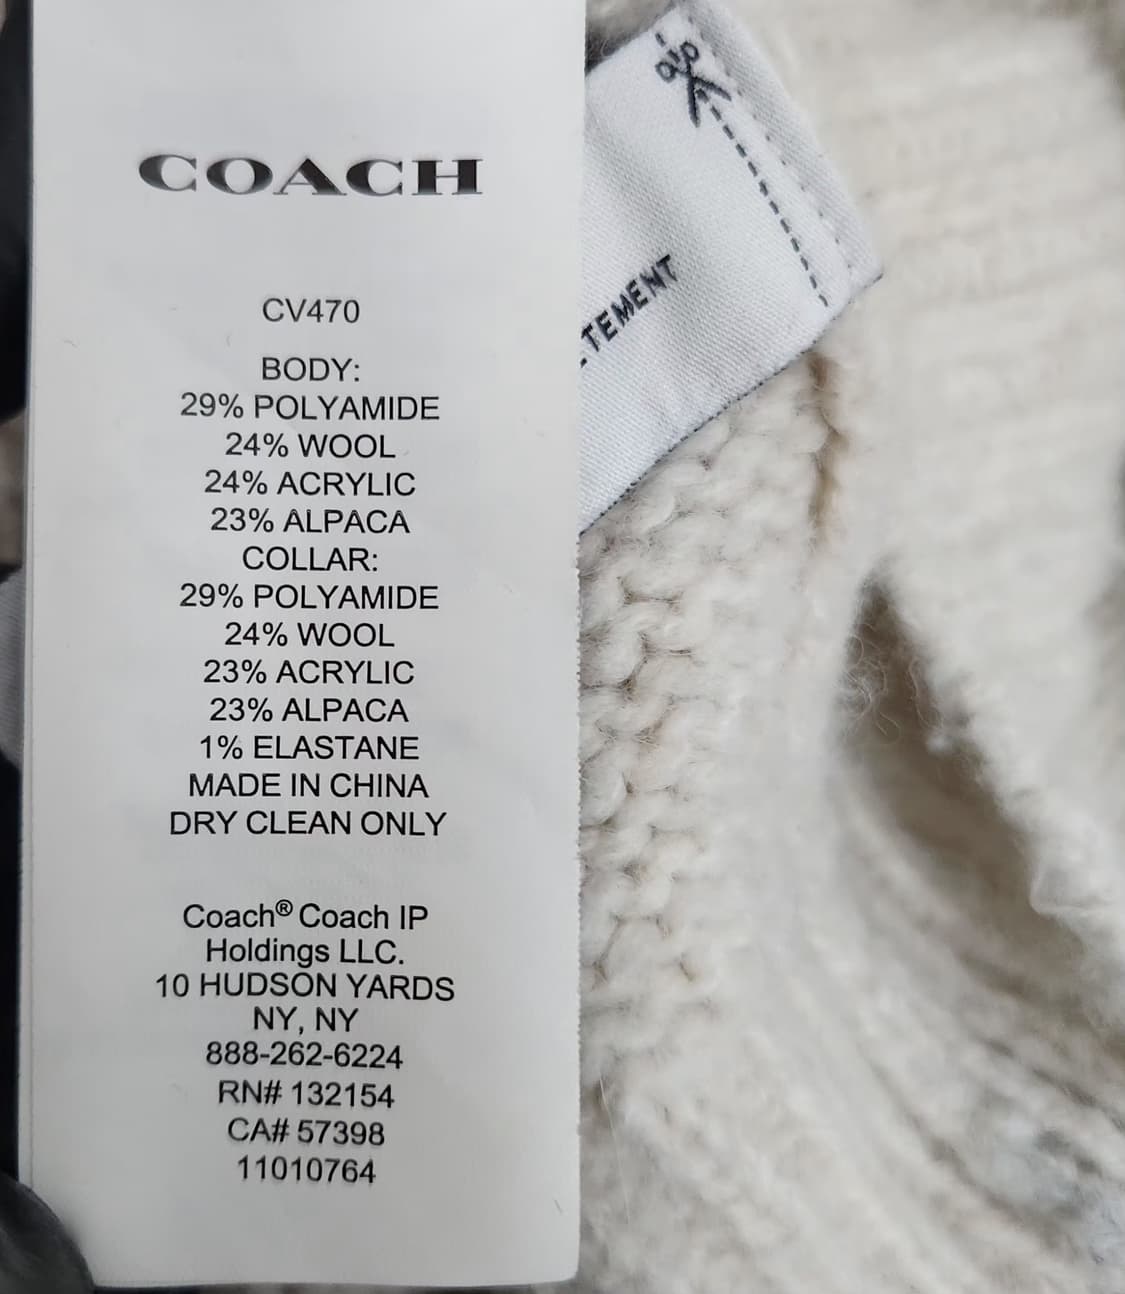 COACH
CV470
BODY:
29% POLYAMIDE
24% WOOL
24% ACRYLIC
23% ALPACA
COLLAR:
29% POLYAMIDE
24% WOOL
23% ACRYLIC
23% ALPACA
1% ELASTANE
MADE IN CHINA
DRY CLEAN ONLY
Coach® Coach IP
Holdings LLC.
10 HUDSON YARDS
NY, NY
888-262-6224
RN# 132154
CA# 57398
11010764
TEMENT